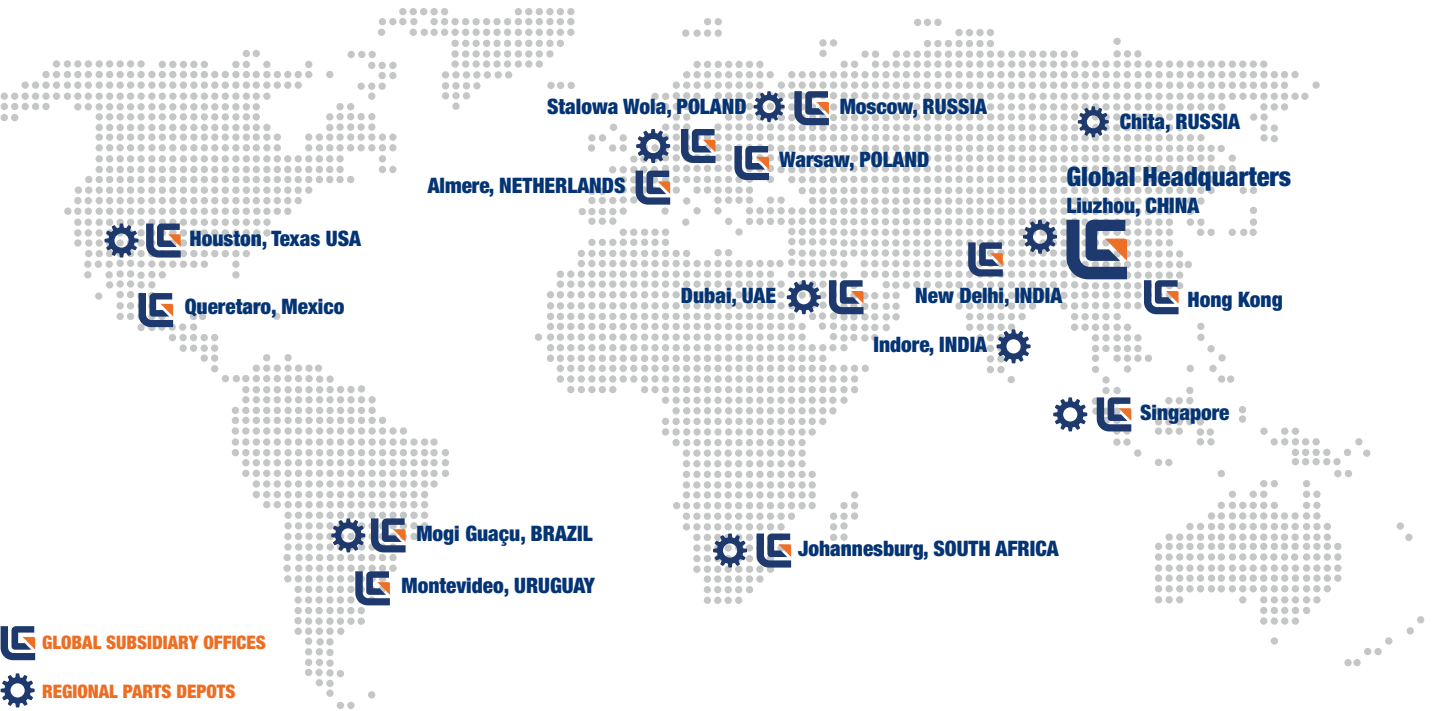 Stalowa Wola, POLAND
Moscow, RUSSIA
Chita, RUSSIA
Warsaw, POLAND
Almere, NETHERLANDS
Global Headquarters
Liuzhou, CHINA
Houston, Texas USA
Queretaro, Mexico
Dubai, UAE
New Delhi, INDIA
Hong Kong
Indore, INDIA
Singapore
Mogi Guaçu, BRAZIL
Johannesburg, SOUTH AFRICA
Montevideo, URUGUAY
GLOBAL SUBSIDIARY OFFICES
REGIONAL PARTS DEPOTS